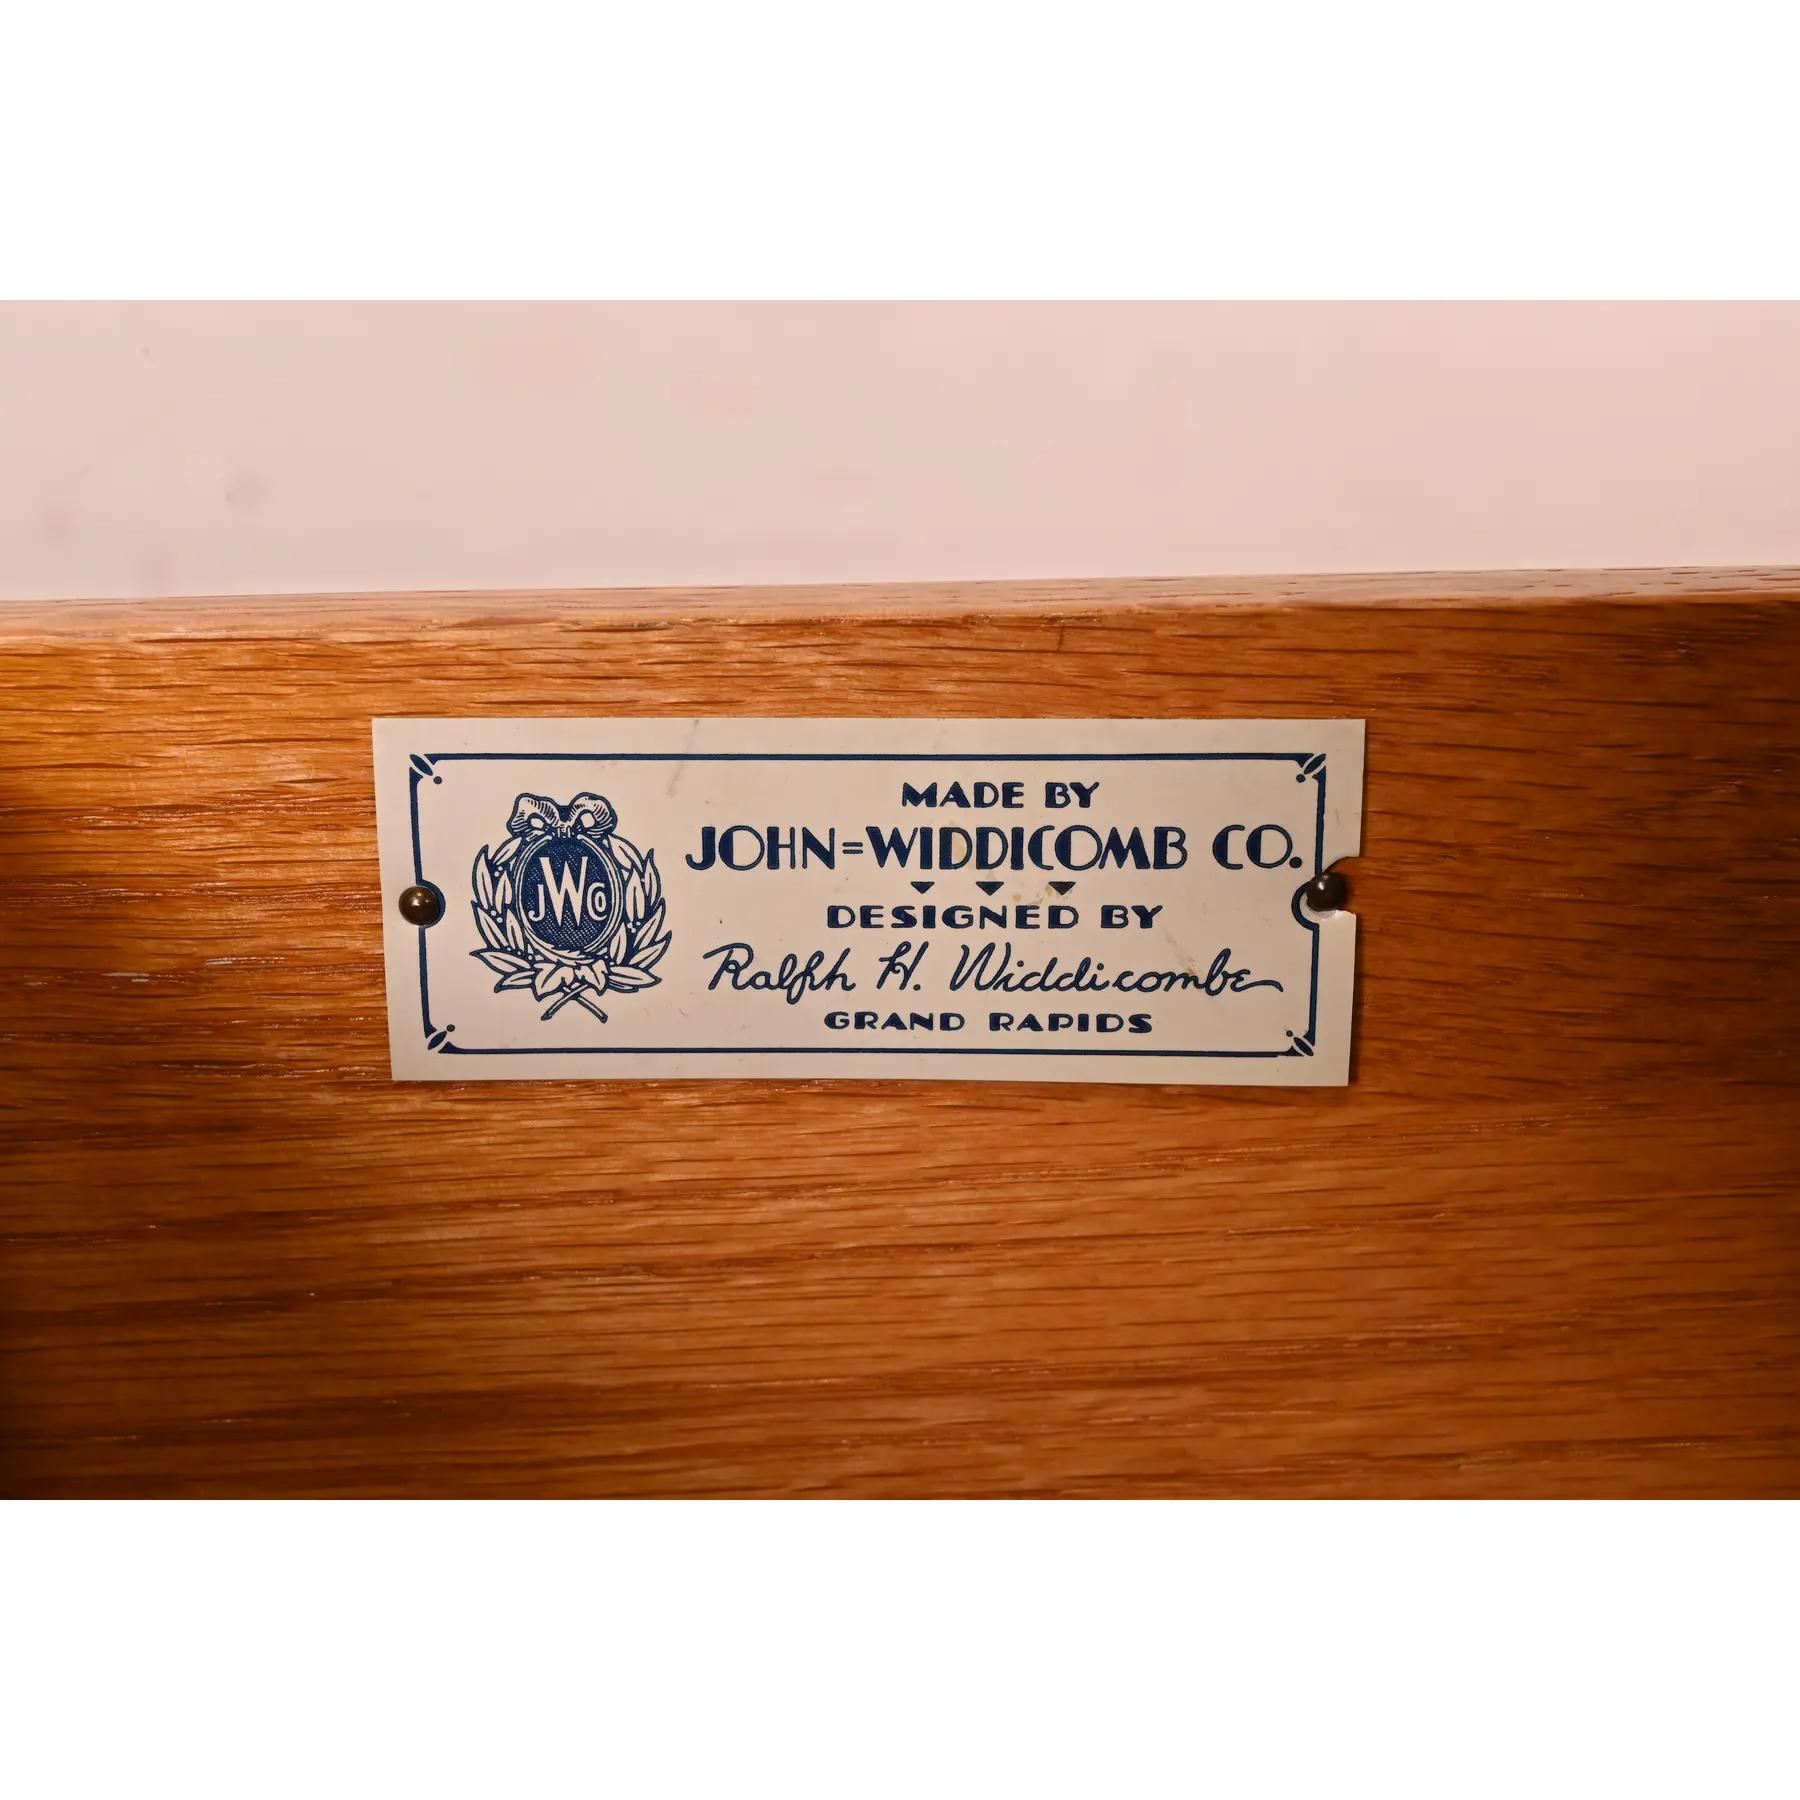 MADE BY
JOHN=WIDDICOMB CO.
JWCo
DESIGNED BY
Ralph H. Widdicombe
GRAND RAPIDS